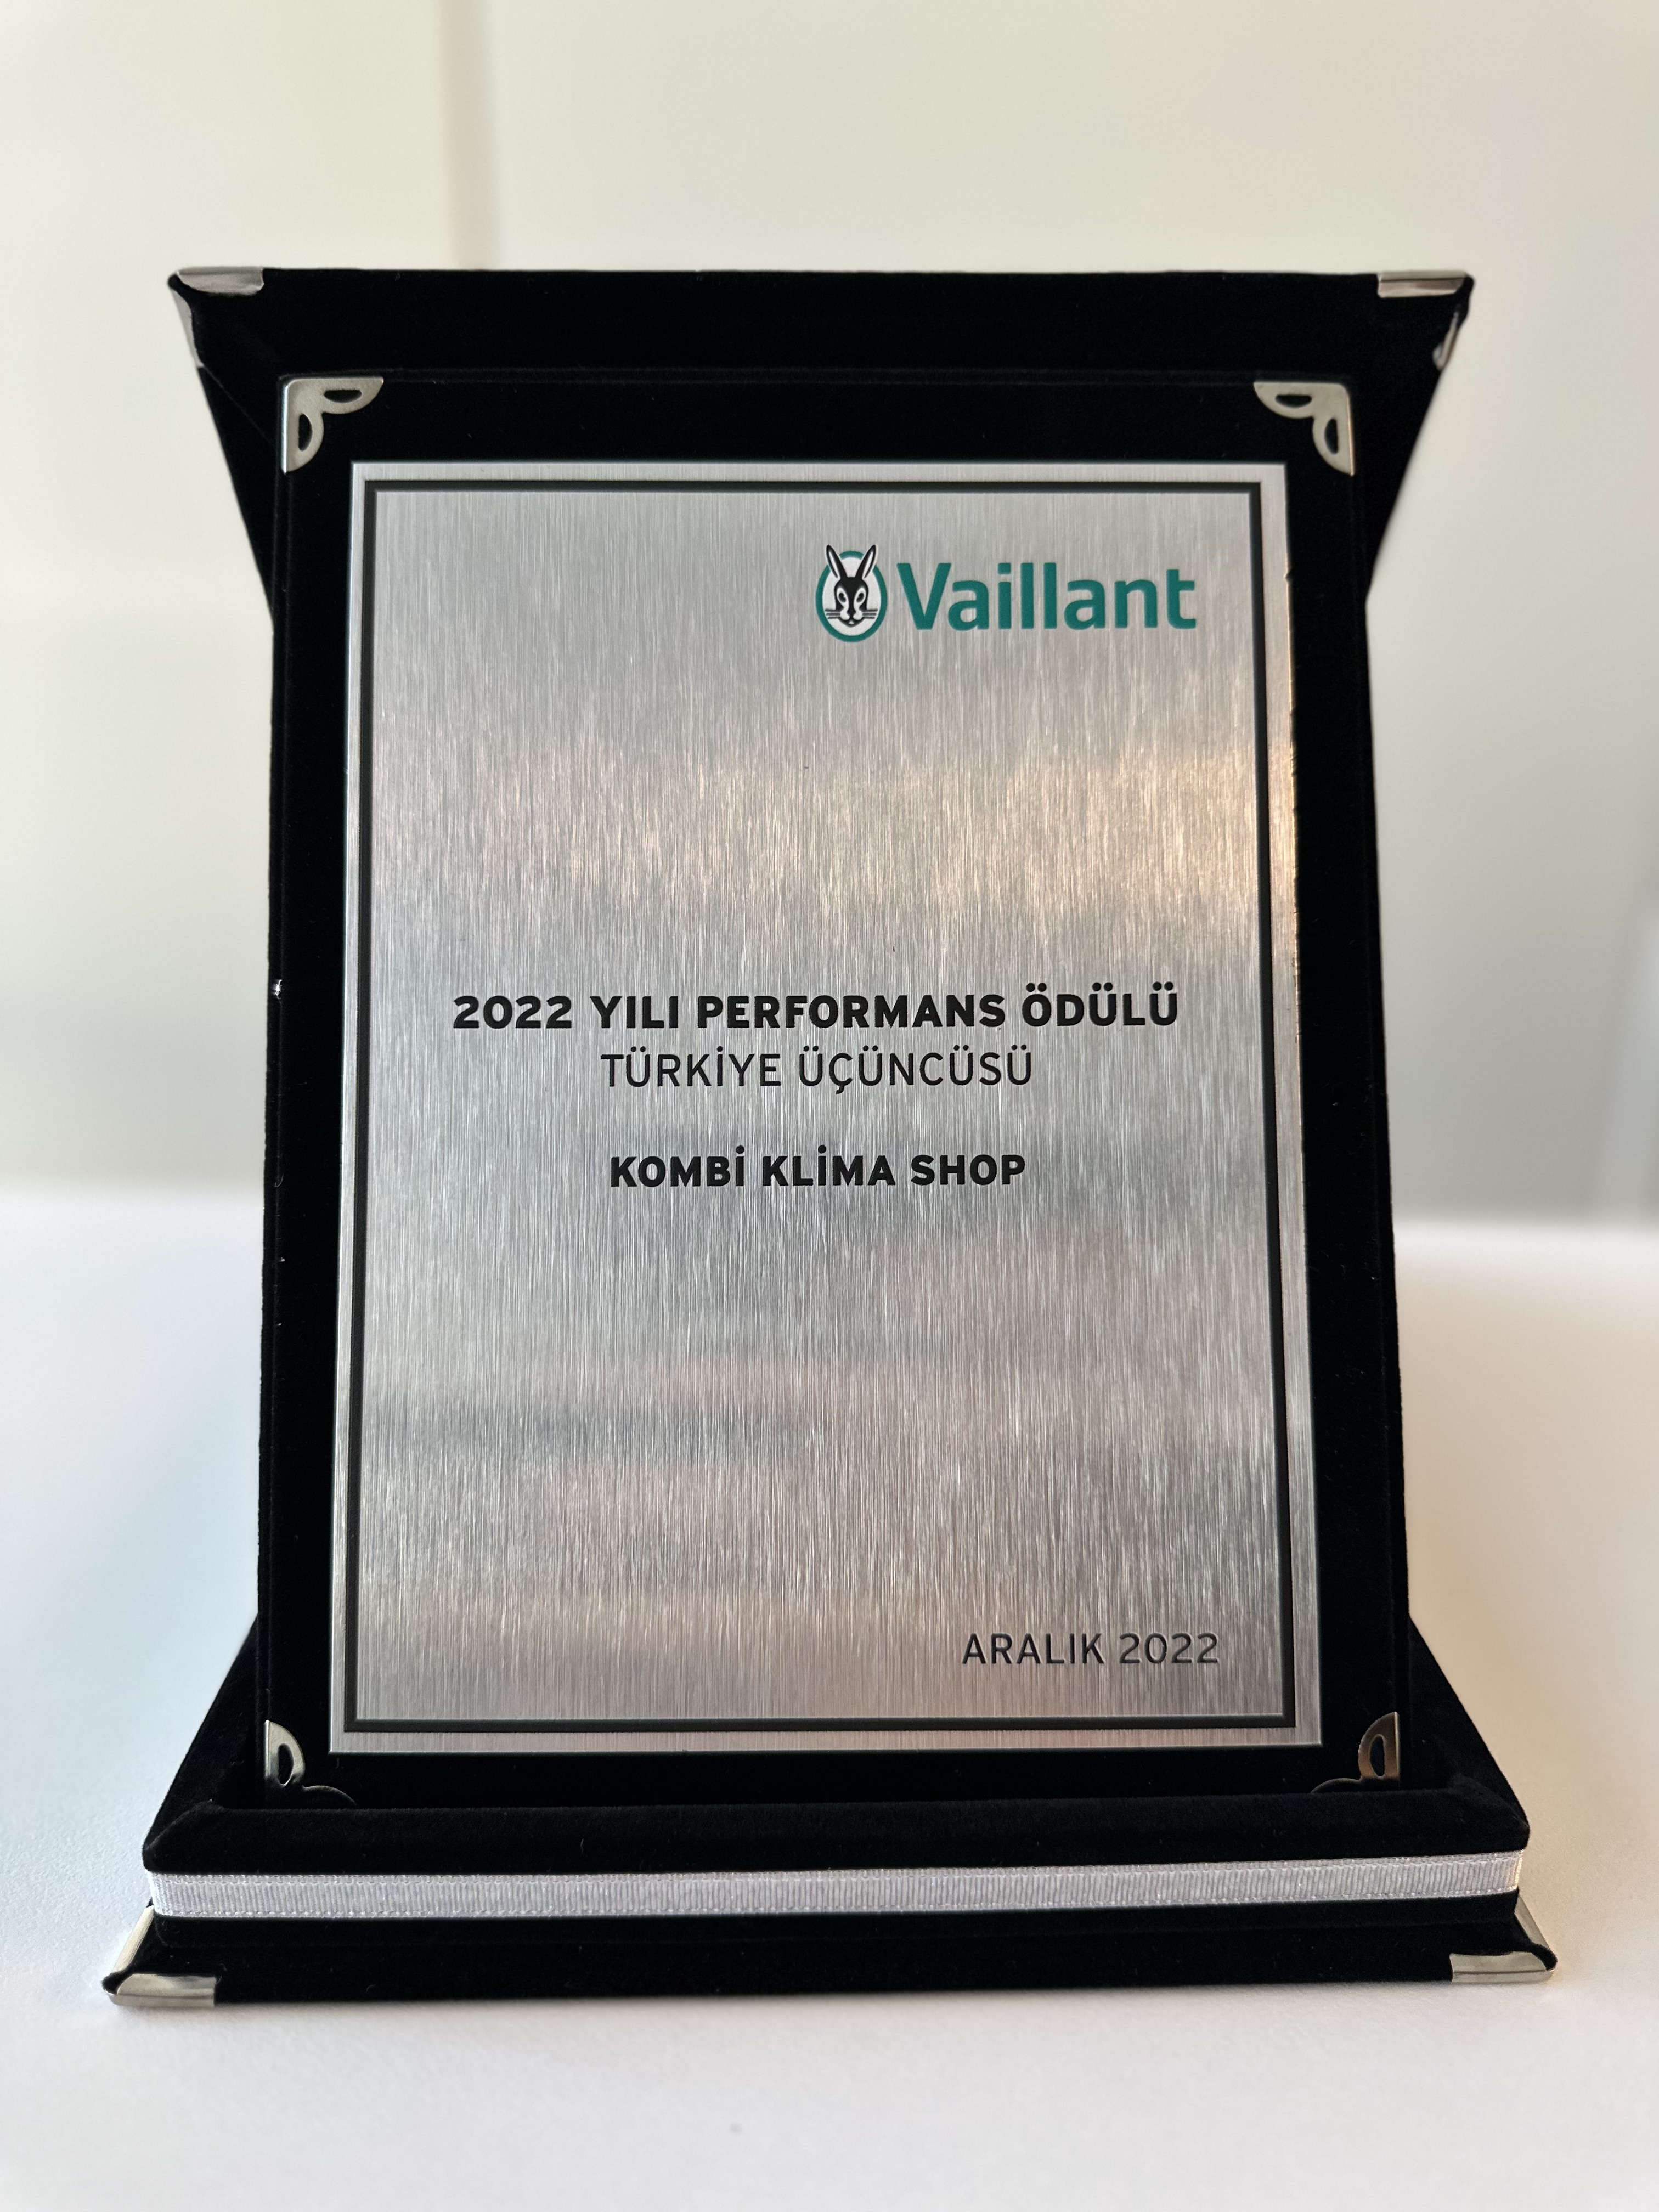 Vaillant
2022 YILI PERFORMANS ÖDÜLÜ
TÜRKİYE ÜÇÜNCÜSÜ
KOMBİ KLİMA SHOP
ARALIK 2022